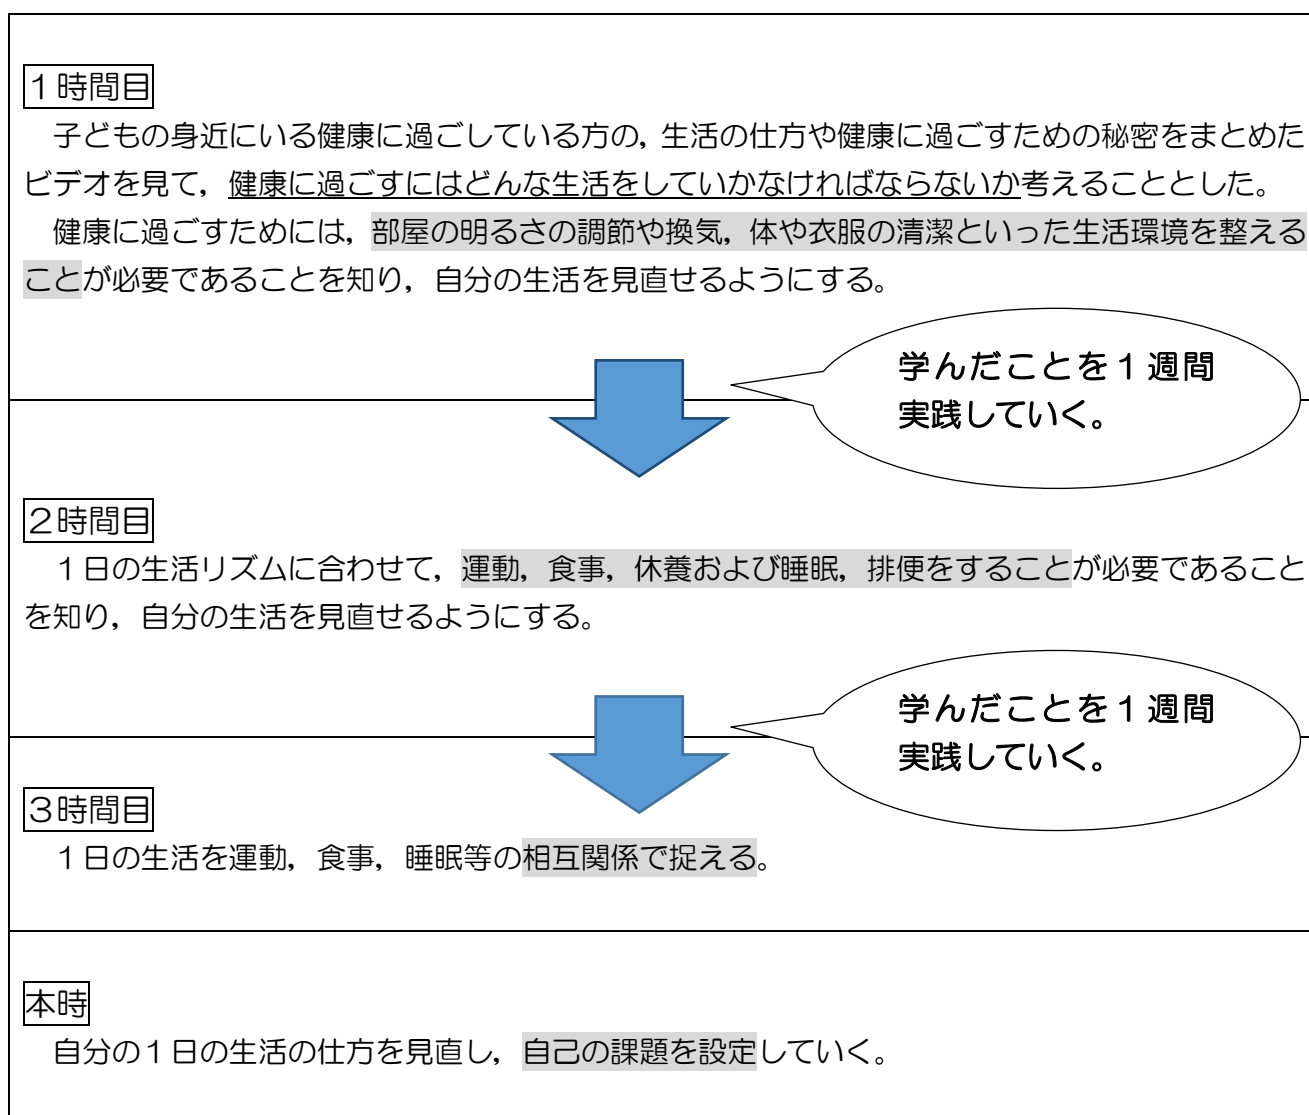 １時間目
子どもの身近にいる健康に過ごしている方の，生活の仕方や健康に過ごすための秘密をまとめた
ビデオを見て，健康に過ごすにはどんな生活をしていかなければならないか考えることとした。
健康に過ごすためには，部屋の明るさの調節や換気，体や衣服の清潔といった生活環境を整える
ことが必要であることを知り，自分の生活を見直せるようにする。
学んだことを１週間
実践していく。
２時間目
１日の生活リズムに合わせて，運動，食事，休養および睡眠，排便をすることが必要であること
を知り，自分の生活を見直せるようにする。
学んだことを１週間
実践していく。
３時間目
１日の生活を運動，食事，睡眠等の相互関係で捉える。
本時
自分の１日の生活の仕方を見直し，自己の課題を設定していく。